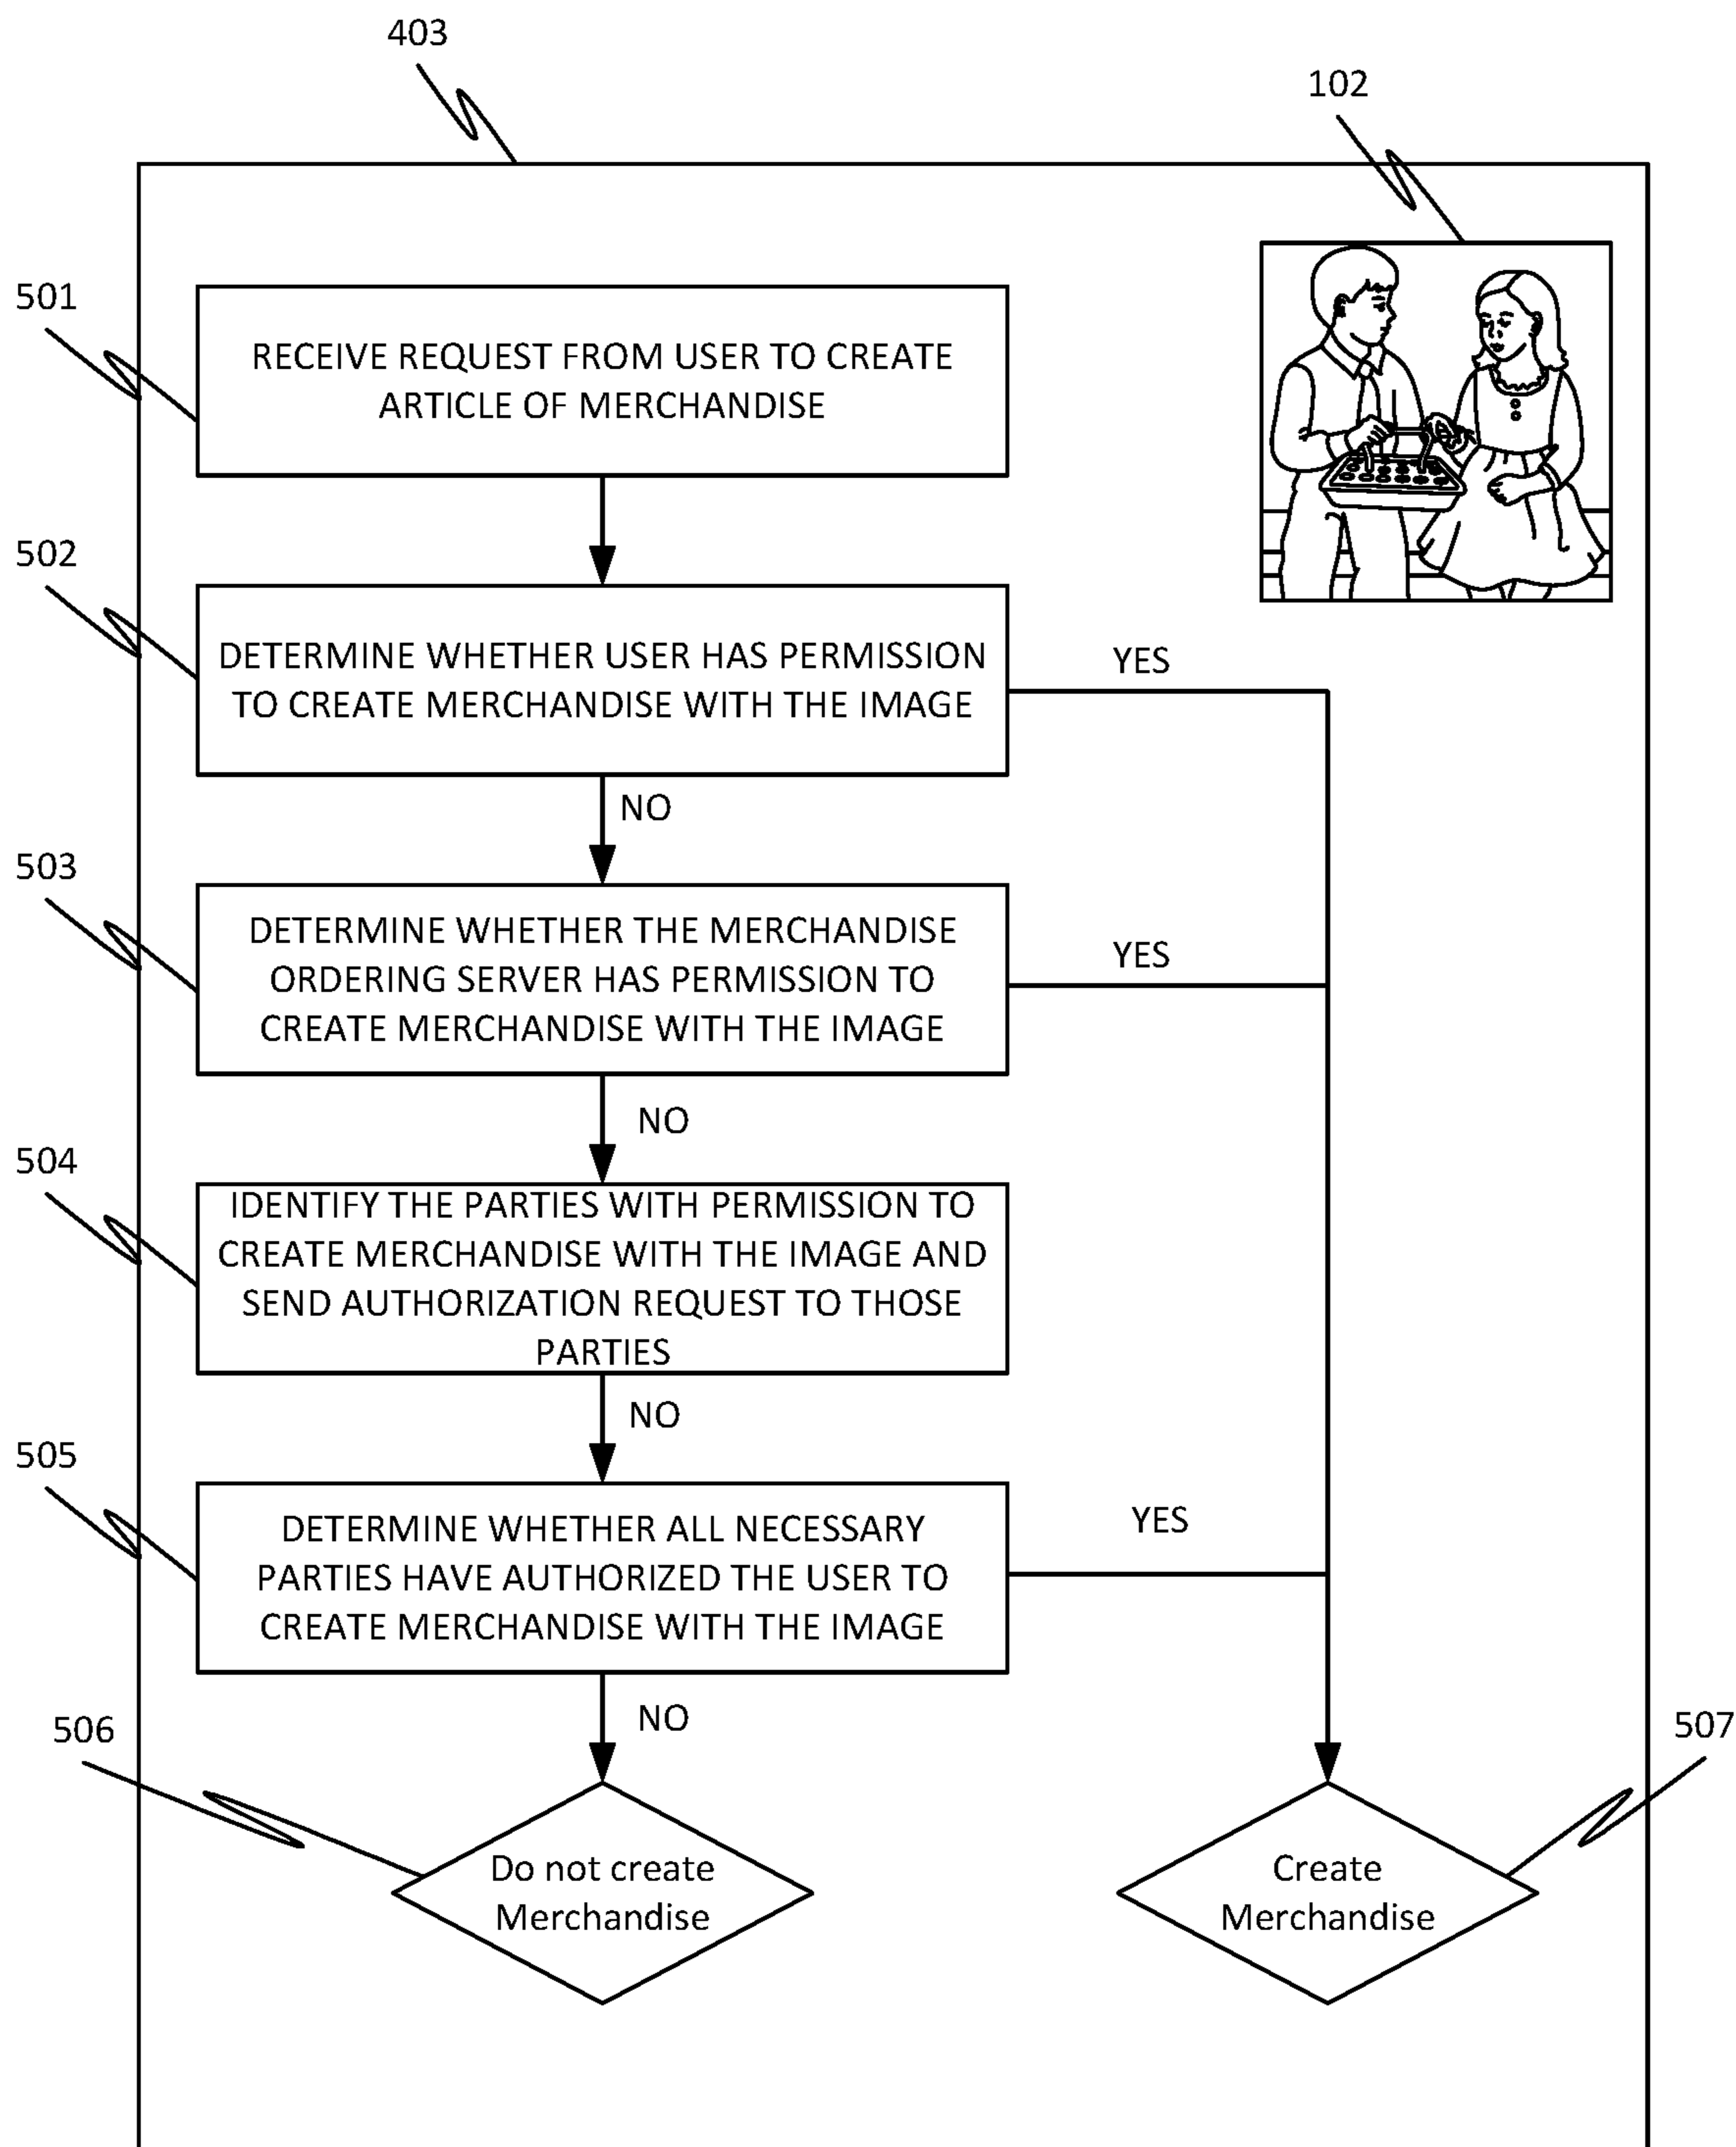 403
102
501
RECEIVE REQUEST FROM USER TO CREATE
ARTICLE OF MERCHANDISE
502
DETERMINE WHETHER USER HAS PERMISSION
TO CREATE MERCHANDISE WITH THE IMAGE
YES
NO
503
DETERMINE WHETHER THE MERCHANDISE
ORDERING SERVER HAS PERMISSION TO
CREATE MERCHANDISE WITH THE IMAGE
YES
NO
504
IDENTIFY THE PARTIES WITH PERMISSION TO
CREATE MERCHANDISE WITH THE IMAGE AND
SEND AUTHORIZATION REQUEST TO THOSE
PARTIES
NO
505
DETERMINE WHETHER ALL NECESSARY
PARTIES HAVE AUTHORIZED THE USER TO
CREATE MERCHANDISE WITH THE IMAGE
YES
NO
506
507
Do not create
Merchandise
Create
Merchandise